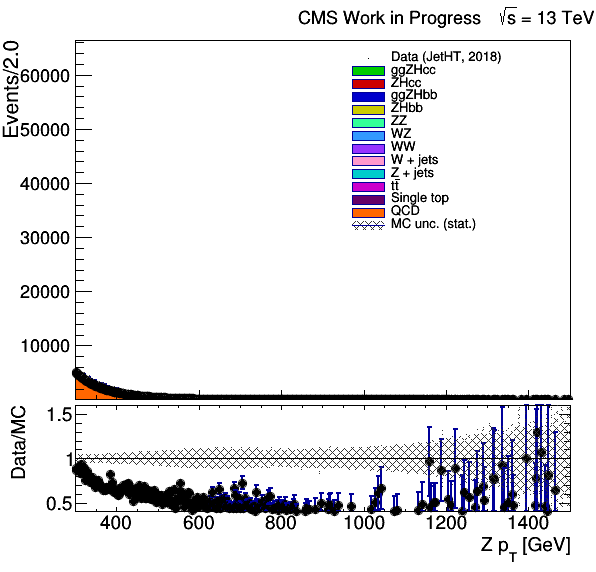 CMS Work in Progress √s = 13 TeV
Events/2.0
60000
50000
40000
30000
20000
10000
Data (JetHT, 2018)
ggZHcc
ZHcc
ggZHbb
ZHbb
ZZ
WZ
WW
W + jets
Z + jets
tt̄
Single top
QCD
MC unc. (stat.)
Data/MC
1.5
1
0.5
400 600 800 1000 1200 1400
Z p_T [GeV]